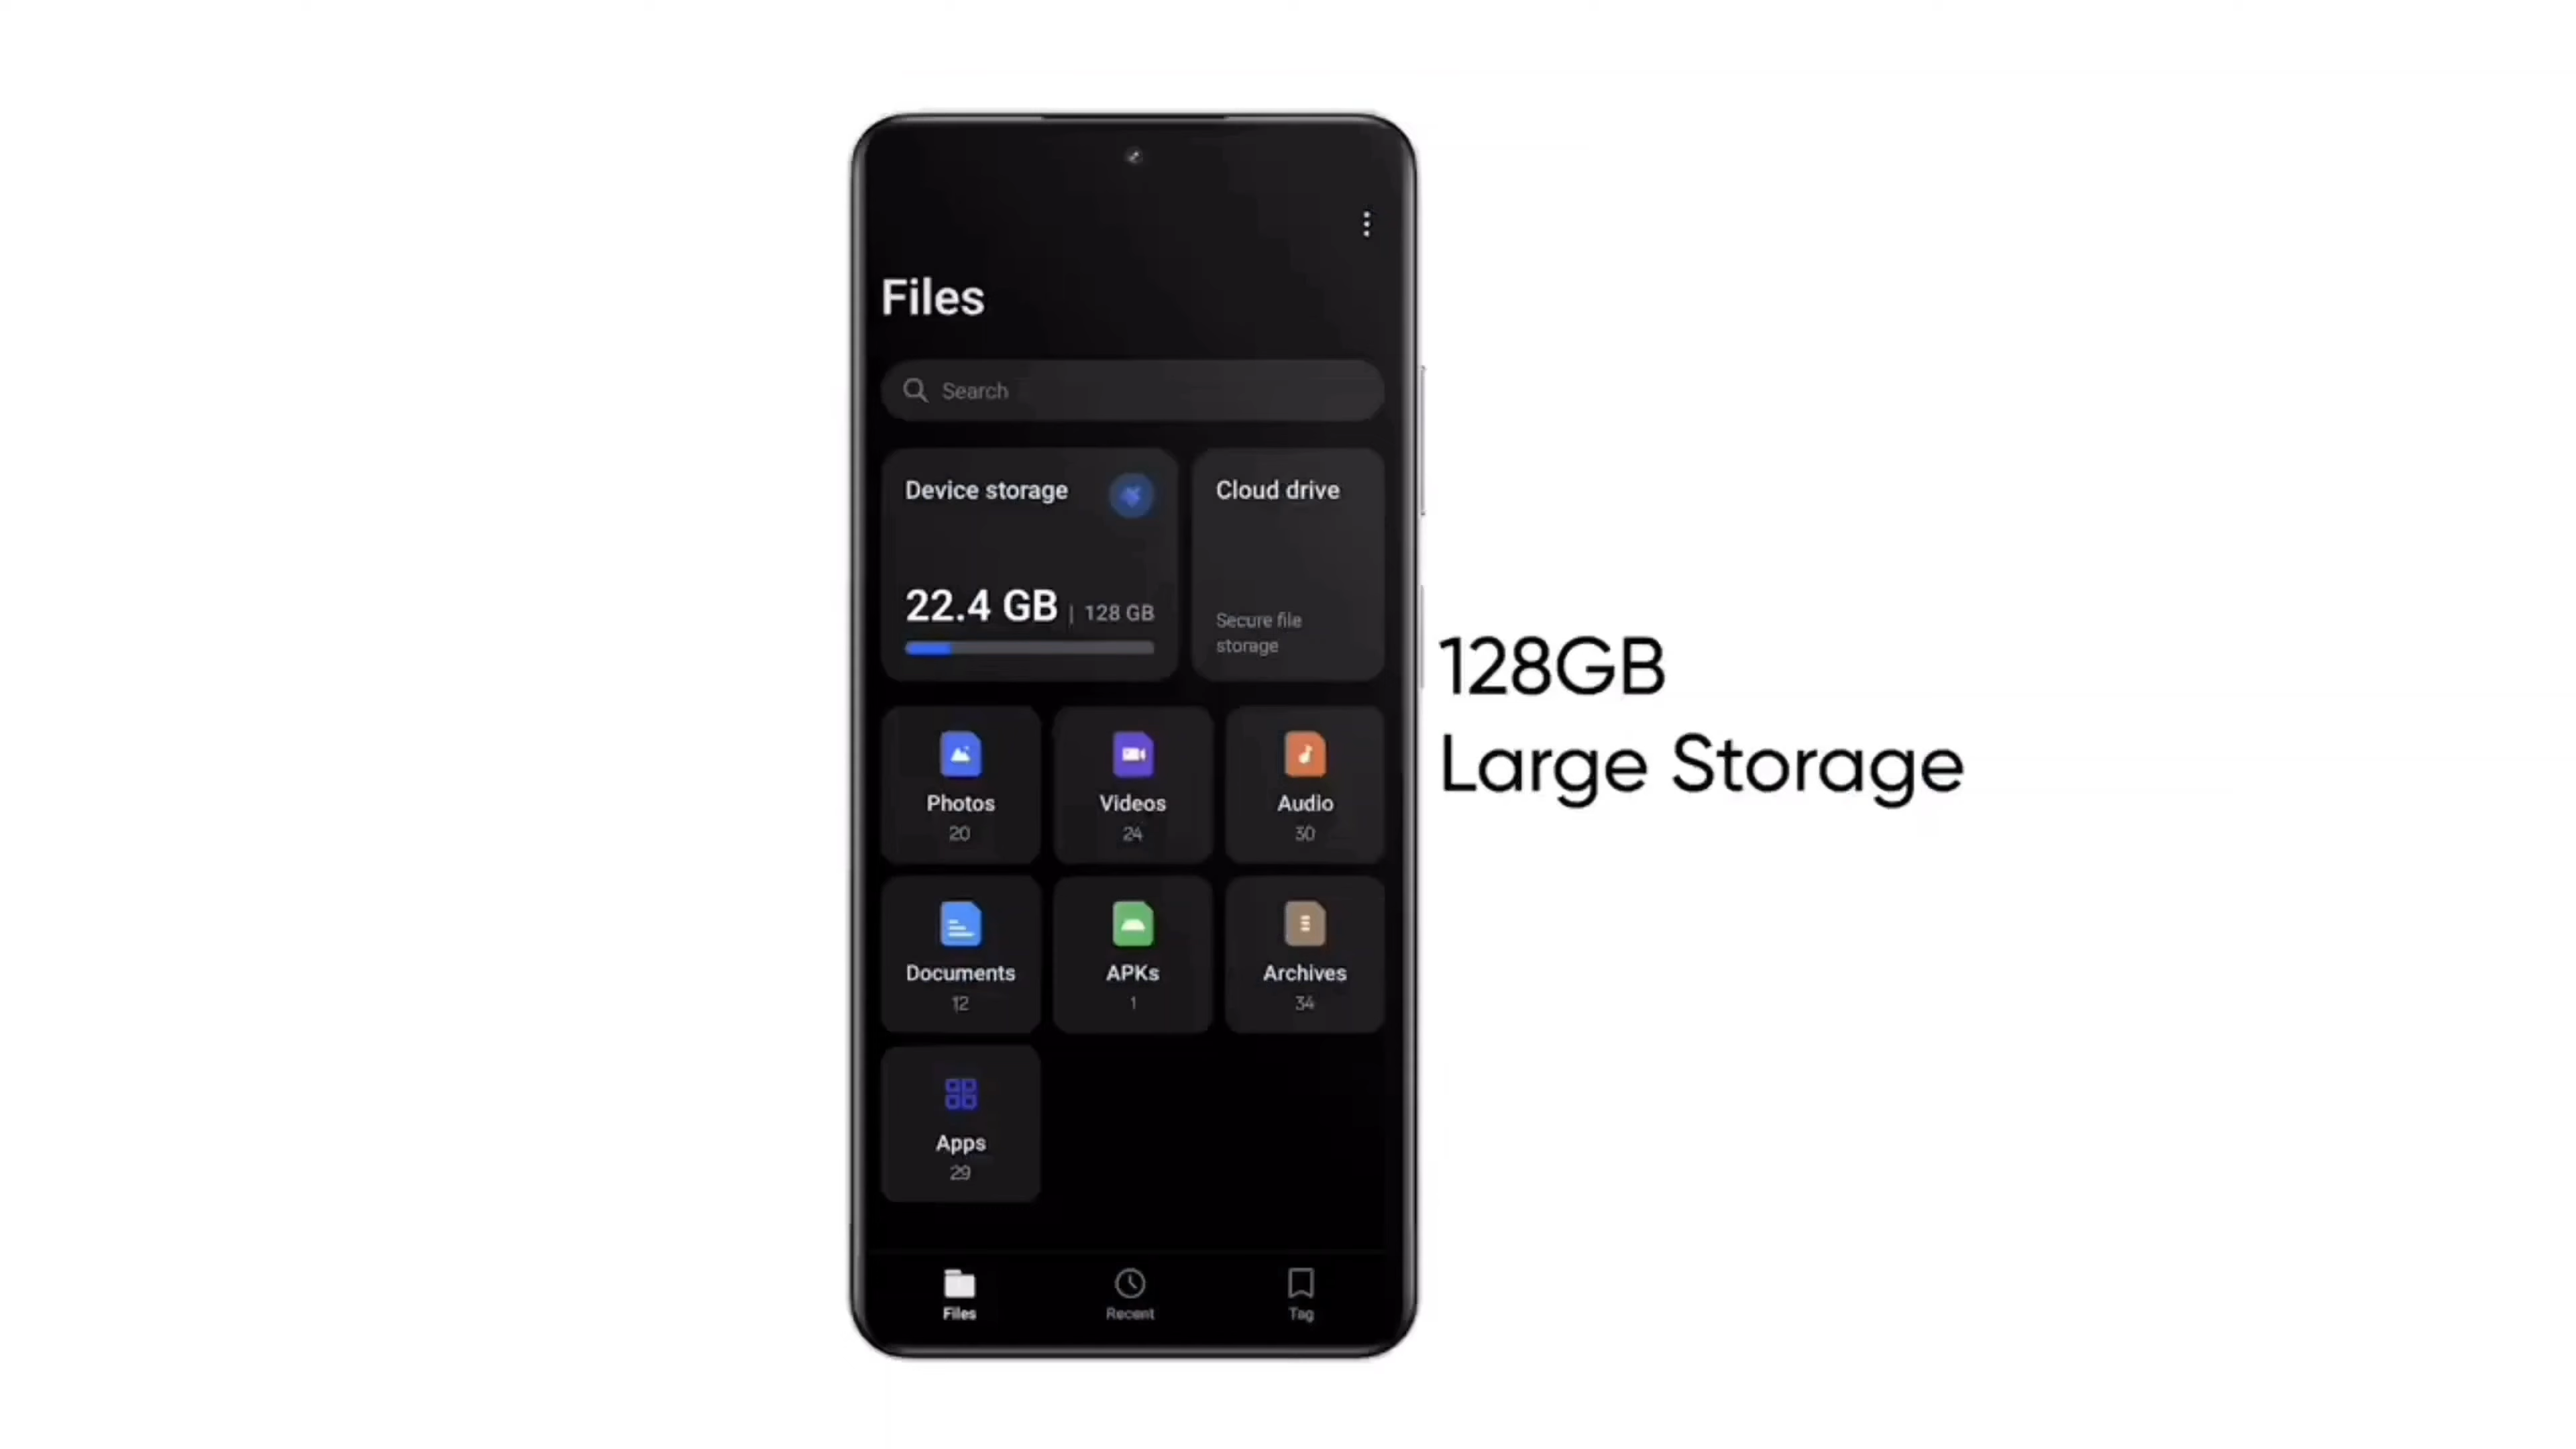 Files
Search
Device storage
22.4 GB | 128 GB
Cloud drive
Secure file
storage
128GB
Large Storage
Photos
20
Videos
24
Audio
30
Documents
12
APKs
1
Archives
34
Apps
29
Files
Recent
Tag